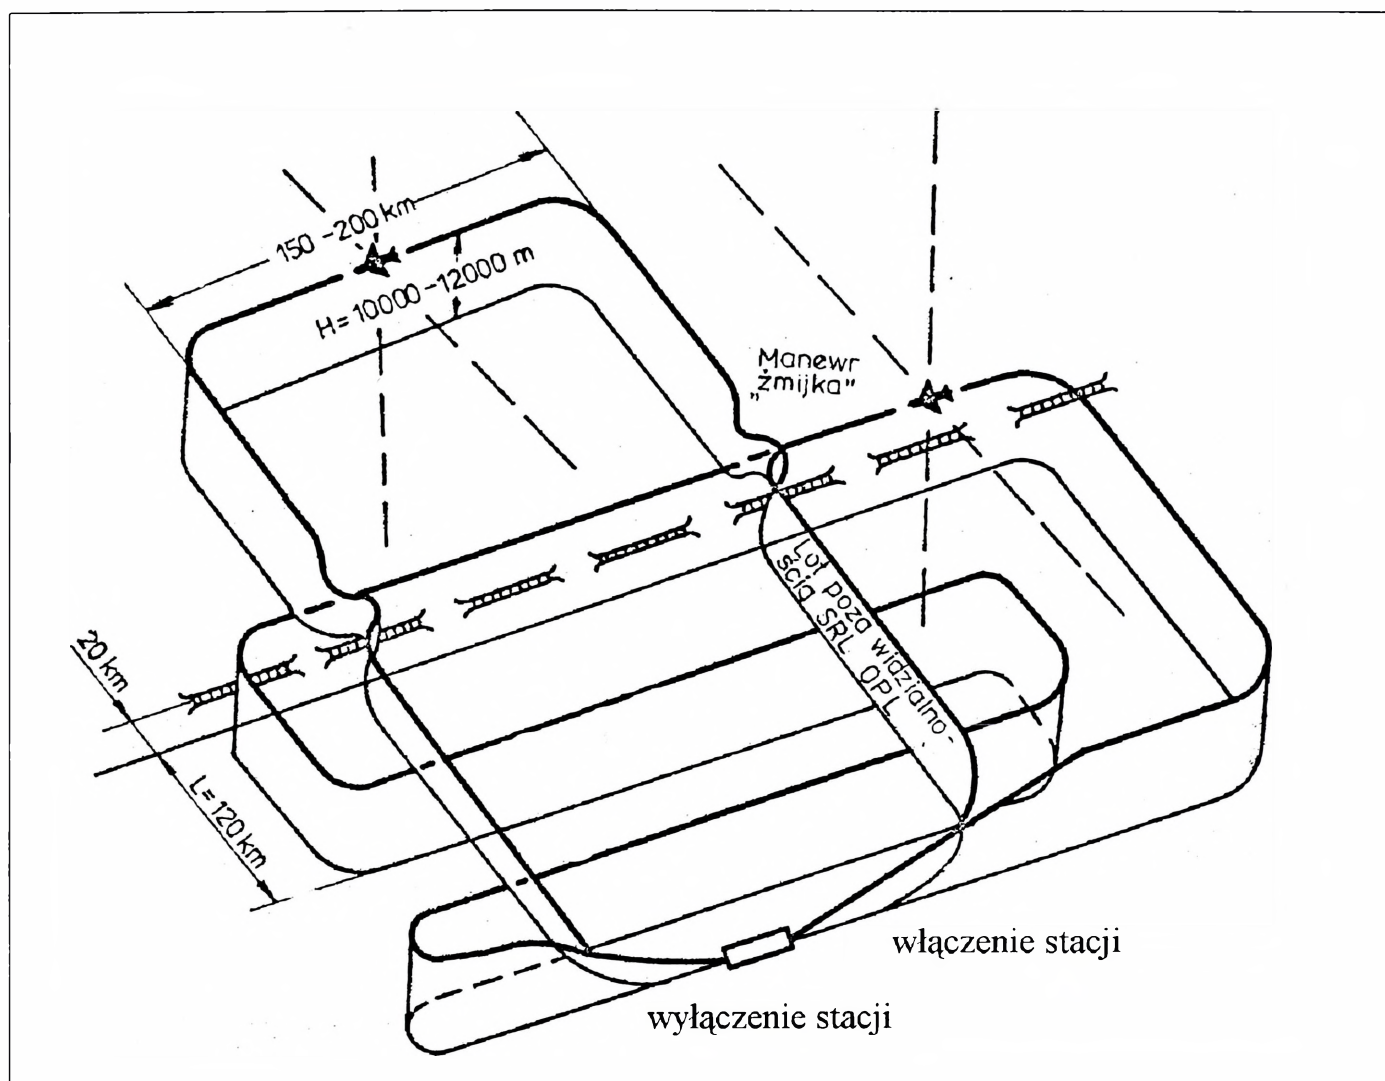 150-200 km
H=10000-12000 m
Manewr
„żmijka”
Lot poza widzialno-
ścią SRL OPL
20 km
L=120 km
włączenie stacji
wyłączenie stacji